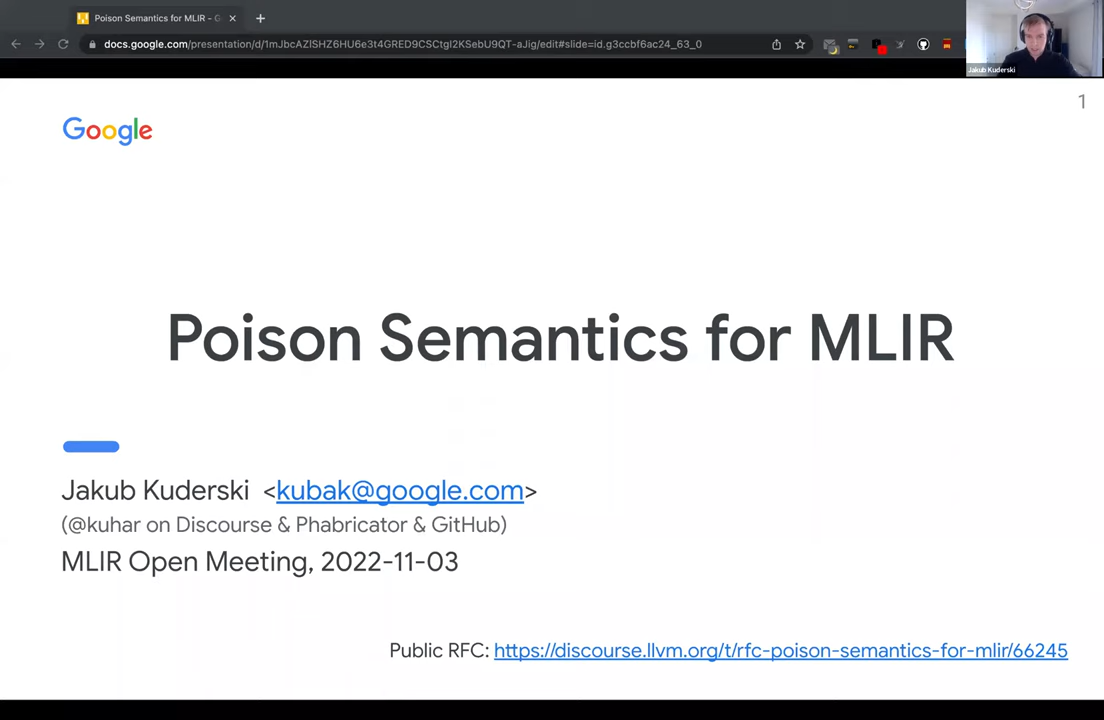 Poison Semantics for MLIR - G
docs.google.com/presentation/d/1mJbcAZISHZ6HU6e3t4GRED9CSCtgI2KSebU9QT-aJig/edit#slide=id.g3ccbf6ac24_63_0
Jakub Kuderski
1
Google
Poison Semantics for MLIR
Jakub Kuderski <kubak@google.com>
(@kuhar on Discourse & Phabricator & GitHub)
MLIR Open Meeting, 2022-11-03
Public RFC: https://discourse.llvm.org/t/rfc-poison-semantics-for-mlir/66245